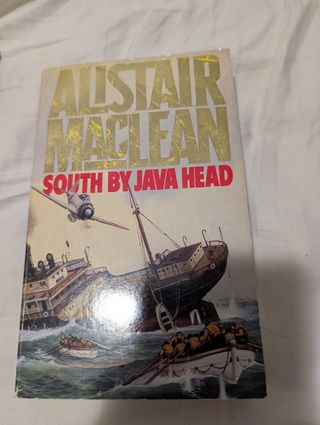 ALISTAIR
MACLEAN
SOUTH BY JAVA HEAD